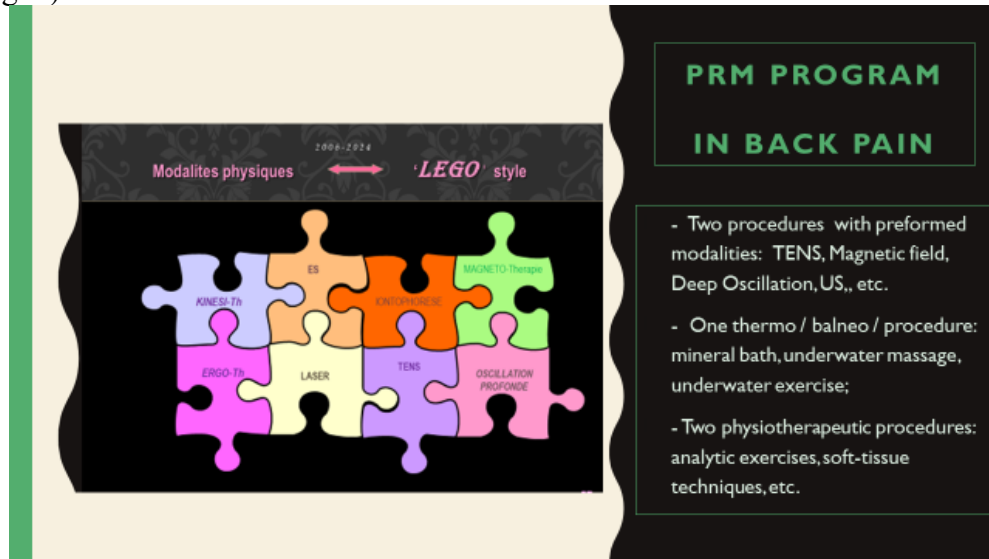 2006-2024
Modalites physiques 'LEGO' style
ES
MAGNETO-Therapie
KINESI-Th
IONTOPHORESE
ERGO-Th
LASER
TENS
OSCILLATION
PROFONDE
PRM PROGRAM
IN BACK PAIN
- Two procedures with preformed
modalities: TENS, Magnetic field,
Deep Oscillation, US,, etc.
- One thermo / balneo / procedure:
mineral bath, underwater massage,
underwater exercise;
- Two physiotherapeutic procedures:
analytic exercises, soft-tissue
techniques, etc.